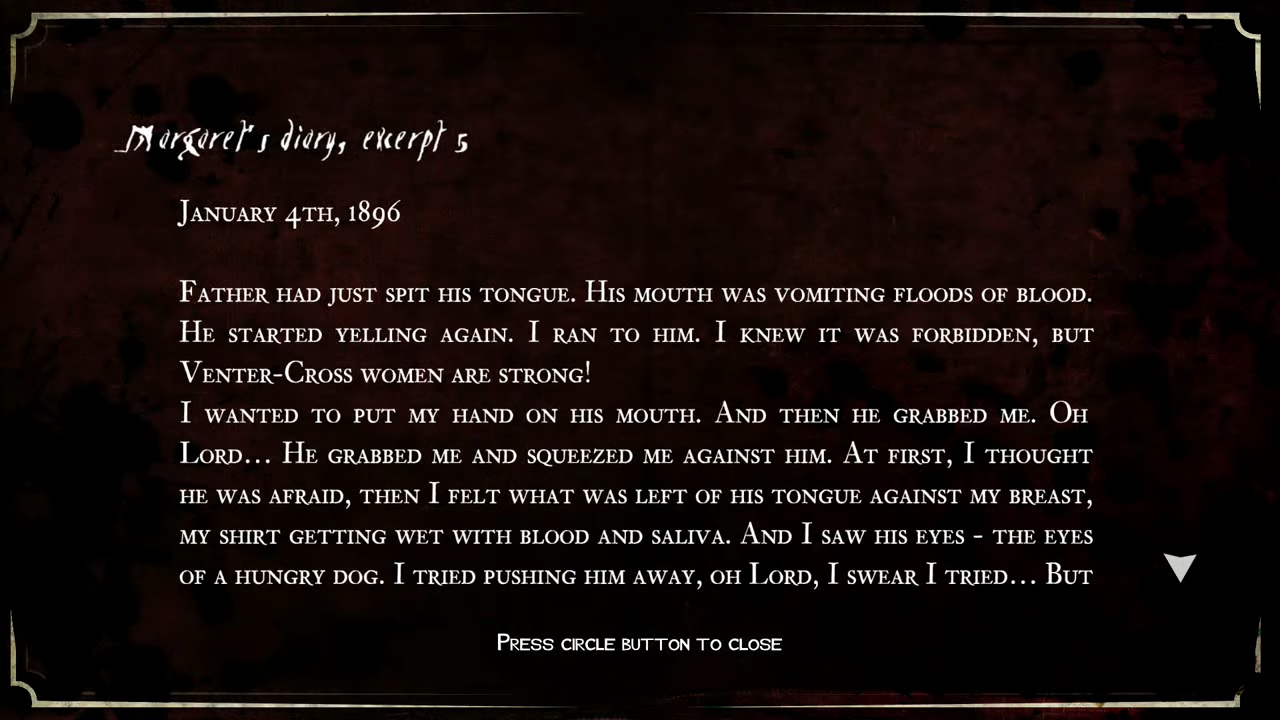 Margaret's diary, excerpt 5
January 4th, 1896
Father had just spit his tongue. His mouth was vomiting floods of blood.
He started yelling again. I ran to him. I knew it was forbidden, but
Venter-Cross women are strong!
I wanted to put my hand on his mouth. And then he grabbed me. Oh
Lord... He grabbed me and squeezed me against him. At first, I thought
he was afraid, then I felt what was left of his tongue against my breast,
my shirt getting wet with blood and saliva. And I saw his eyes - the eyes
of a hungry dog. I tried pushing him away, oh Lord, I swear I tried... But
Press circle button to close